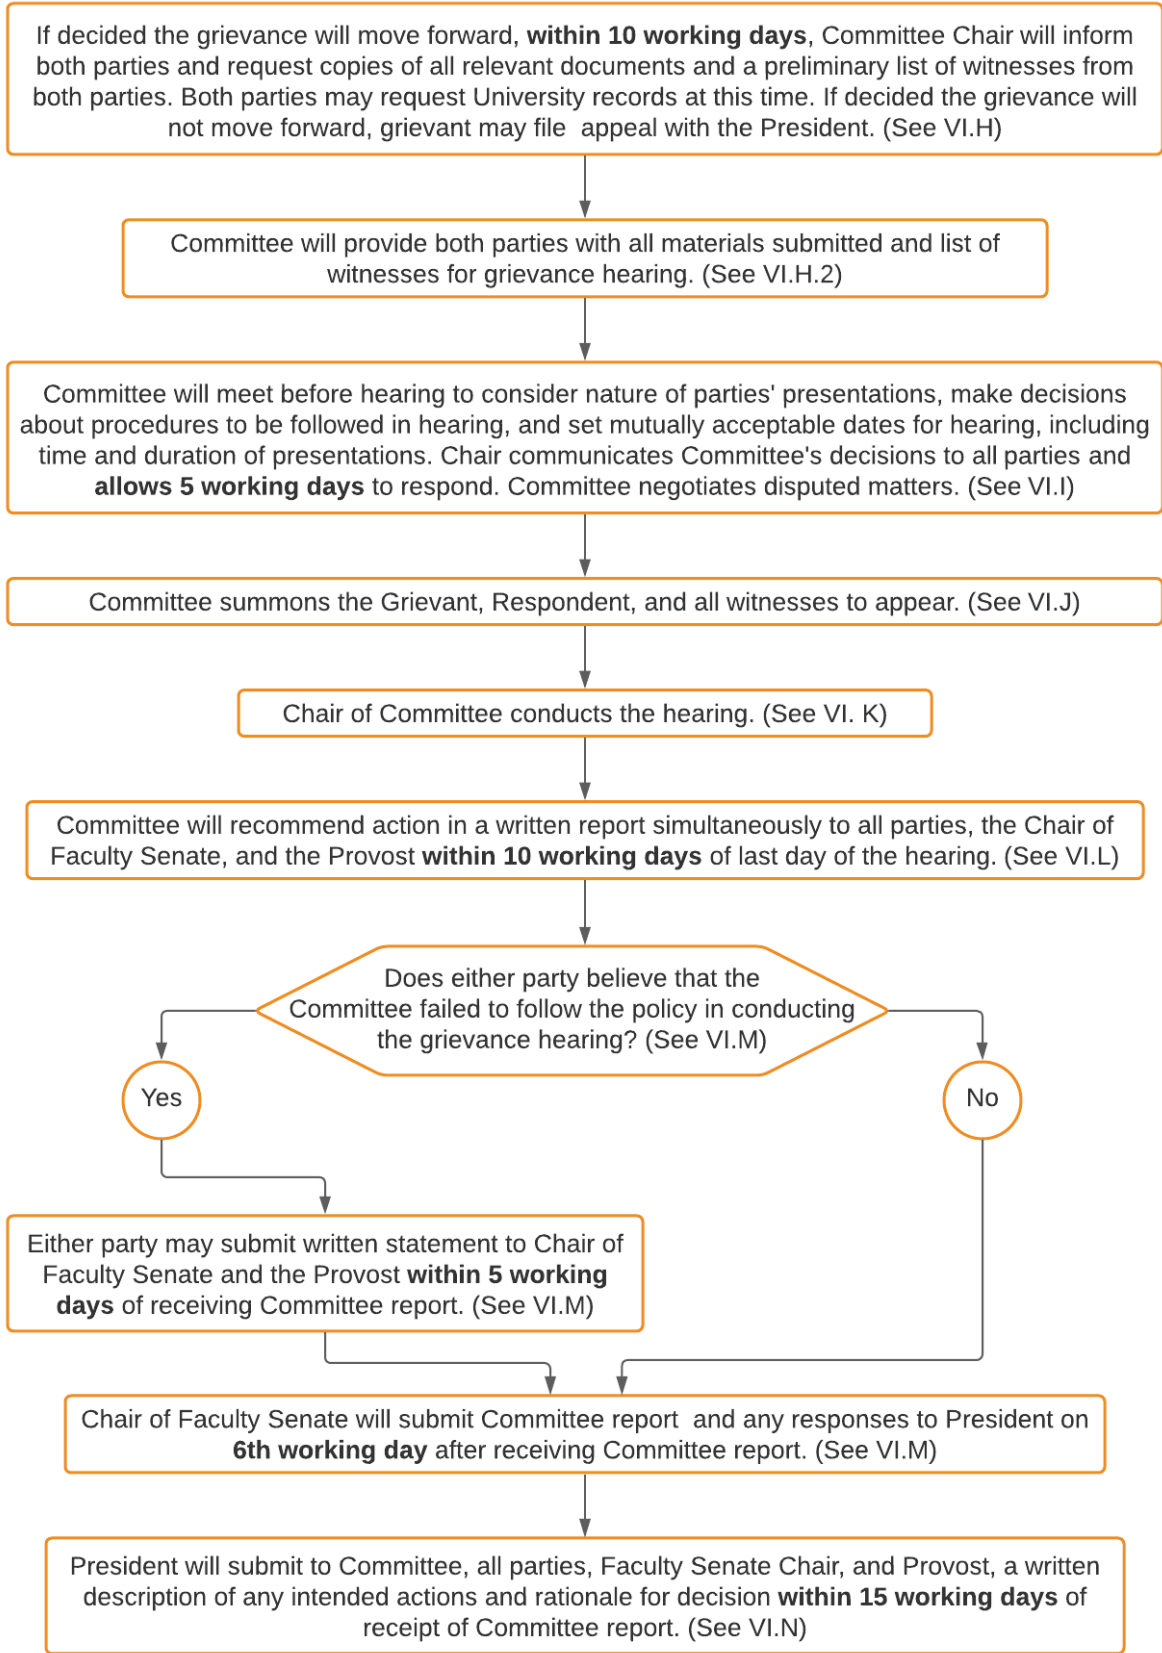 If decided the grievance will move forward, within 10 working days, Committee Chair will inform
both parties and request copies of all relevant documents and a preliminary list of witnesses from
both parties. Both parties may request University records at this time. If decided the grievance will
not move forward, grievant may file  appeal with the President. (See VI.H)
Committee will provide both parties with all materials submitted and list of
witnesses for grievance hearing. (See VI.H.2)
Committee will meet before hearing to consider nature of parties' presentations, make decisions
about procedures to be followed in hearing, and set mutually acceptable dates for hearing, including
time and duration of presentations. Chair communicates Committee's decisions to all parties and
allows 5 working days to respond. Committee negotiates disputed matters. (See VI.I)
Committee summons the Grievant, Respondent, and all witnesses to appear. (See VI.J)
Chair of Committee conducts the hearing. (See VI. K)
Committee will recommend action in a written report simultaneously to all parties, the Chair of
Faculty Senate, and the Provost within 10 working days of last day of the hearing. (See VI.L)
Does either party believe that the
Committee failed to follow the policy in conducting
the grievance hearing? (See VI.M)
Yes
No
Either party may submit written statement to Chair of
Faculty Senate and the Provost within 5 working
days of receiving Committee report. (See VI.M)
Chair of Faculty Senate will submit Committee report  and any responses to President on
6th working day after receiving Committee report. (See VI.M)
President will submit to Committee, all parties, Faculty Senate Chair, and Provost, a written
description of any intended actions and rationale for decision within 15 working days of
receipt of Committee report. (See VI.N)